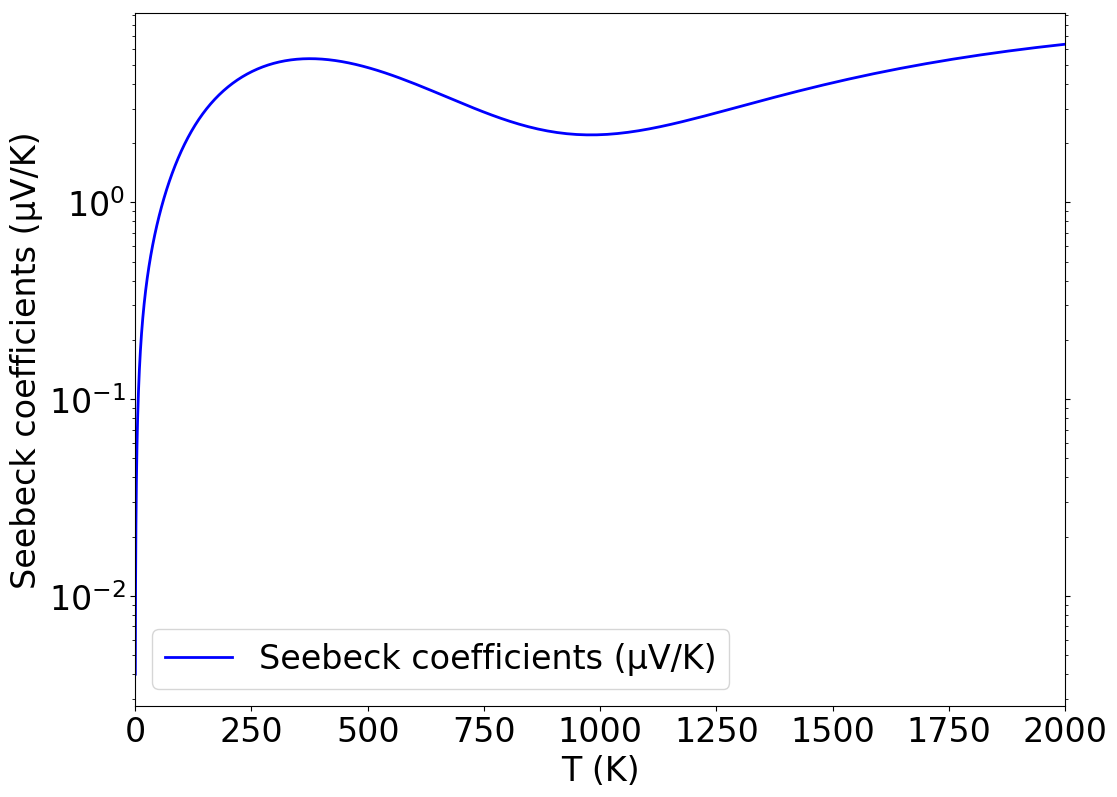 Seebeck coefficients (μV/K)
10⁰
10⁻¹
10⁻²
Seebeck coefficients (μV/K)
0 250 500 750 1000 1250 1500 1750 2000
T (K)